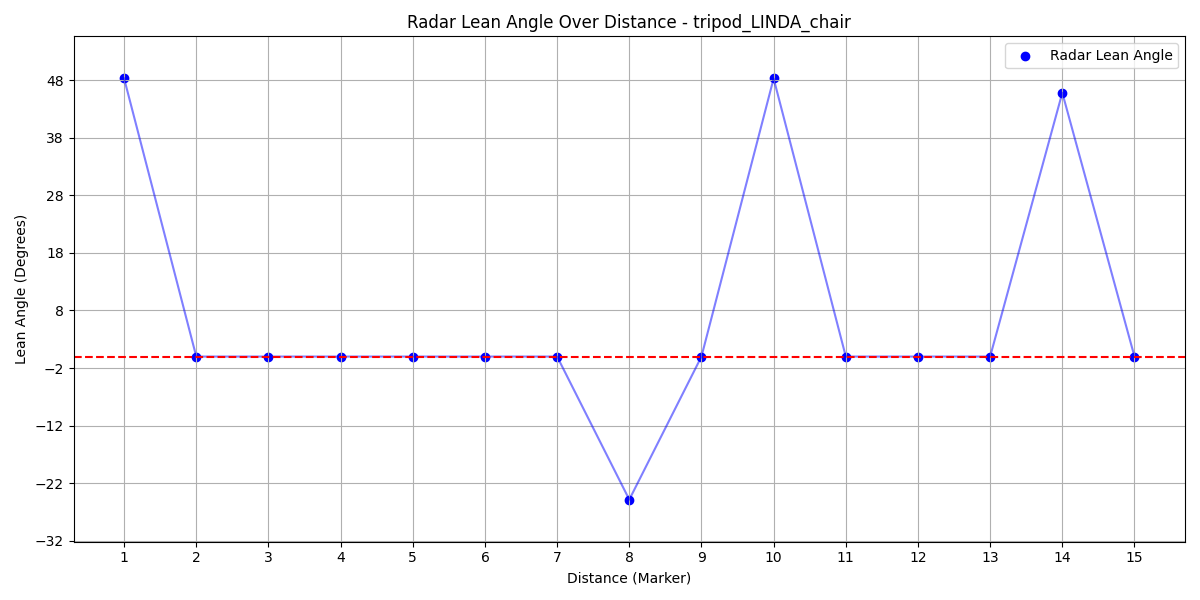 Radar Lean Angle Over Distance - tripod_LINDA_chair
Radar Lean Angle
48
38
28
18
8
−2
−12
−22
−32
Lean Angle (Degrees)
1 2 3 4 5 6 7 8 9 10 11 12 13 14 15
Distance (Marker)